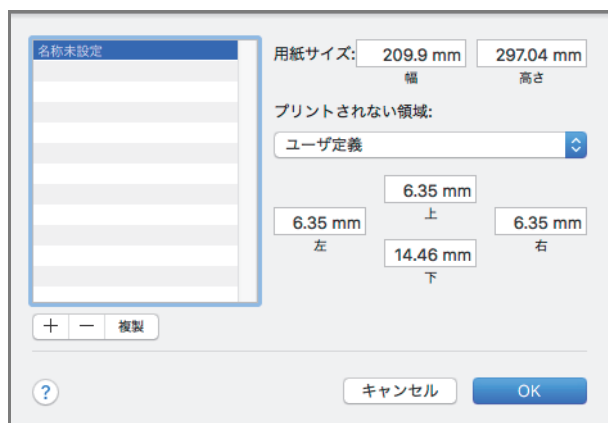 名称未設定
用紙サイズ: 209.9 mm 297.04 mm
幅 高さ
プリントされない領域:
ユーザ定義
6.35 mm
上
6.35 mm 6.35 mm
左 右
14.46 mm
下
+ − 複製
? キャンセル OK